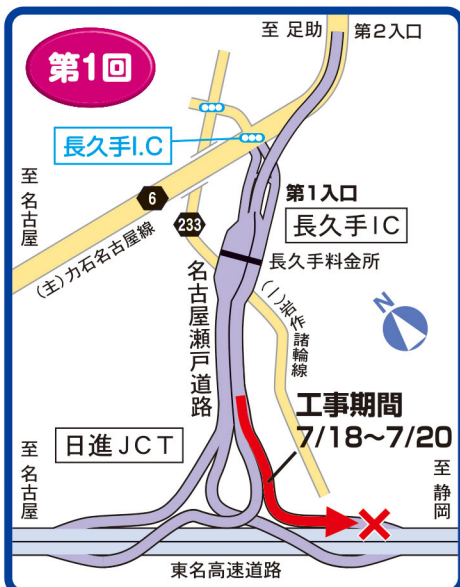 第1回
至 足助
第2入口
長久手I.C
至 名古屋
6
233
(主)力石名古屋線
第1入口
長久手IC
長久手料金所
名古屋瀬戸道路
(一)岩作諸輪線
N
工事期間
7/18～7/20
日進JCT
至 名古屋
至 静岡
東名高速道路